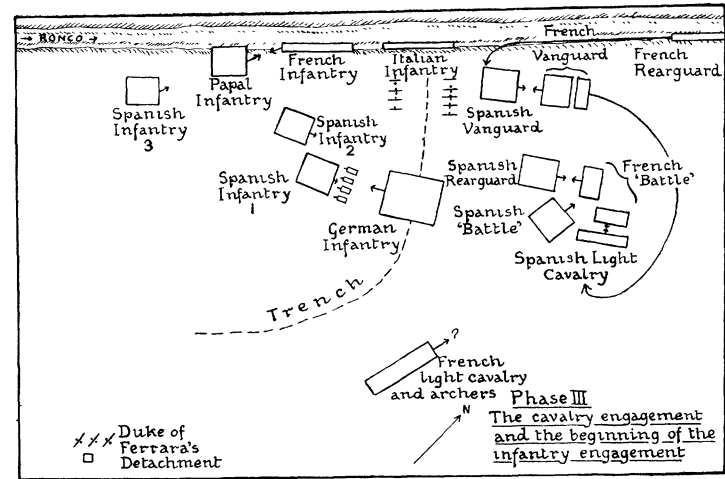 → RONCO →
French
Papal
Infantry
French
Infantry
Italian
Infantry
Vanguard
French
Rearguard
Spanish
Infantry
3
Spanish
Infantry
2
Spanish
Vanguard
Spanish
Infantry
1
Spanish
Rearguard
French
'Battle'
German
Infantry
Spanish
'Battle'
Spanish Light
Cavalry
Trench
?
French
light cavalry
and archers
N
Phase III
The cavalry engagement
and the beginning of the
infantry engagement
Duke of
Ferrara's
Detachment